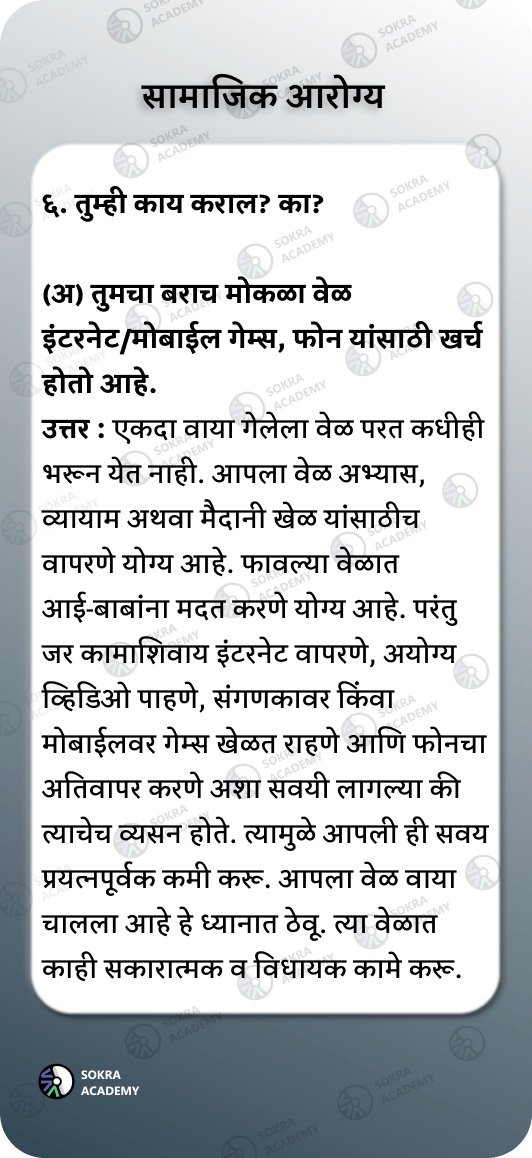 सामाजिक आरोग्य
६. तुम्ही काय कराल? का?
(अ) तुमचा बराच मोकळा वेळ
इंटरनेट/मोबाईल गेम्स, फोन यांसाठी खर्च
होतो आहे.
उत्तर : एकदा वाया गेलेला वेळ परत कधीही
भरून येत नाही. आपला वेळ अभ्यास,
व्यायाम अथवा मैदानी खेळ यांसाठीच
वापरणे योग्य आहे. फावल्या वेळात
आई-बाबांना मदत करणे योग्य आहे. परंतु
जर कामाशिवाय इंटरनेट वापरणे, अयोग्य
व्हिडिओ पाहणे, संगणकावर किंवा
मोबाईलवर गेम्स खेळत राहणे आणि फोनचा
अतिवापर करणे अशा सवयी लागल्या की
त्याचेच व्यसन होते. त्यामुळे आपली ही सवय
प्रयत्नपूर्वक कमी करू. आपला वेळ वाया
चालला आहे हे ध्यानात ठेवू. त्या वेळात
काही सकारात्मक व विधायक कामे करू.
SOKRA
ACADEMY